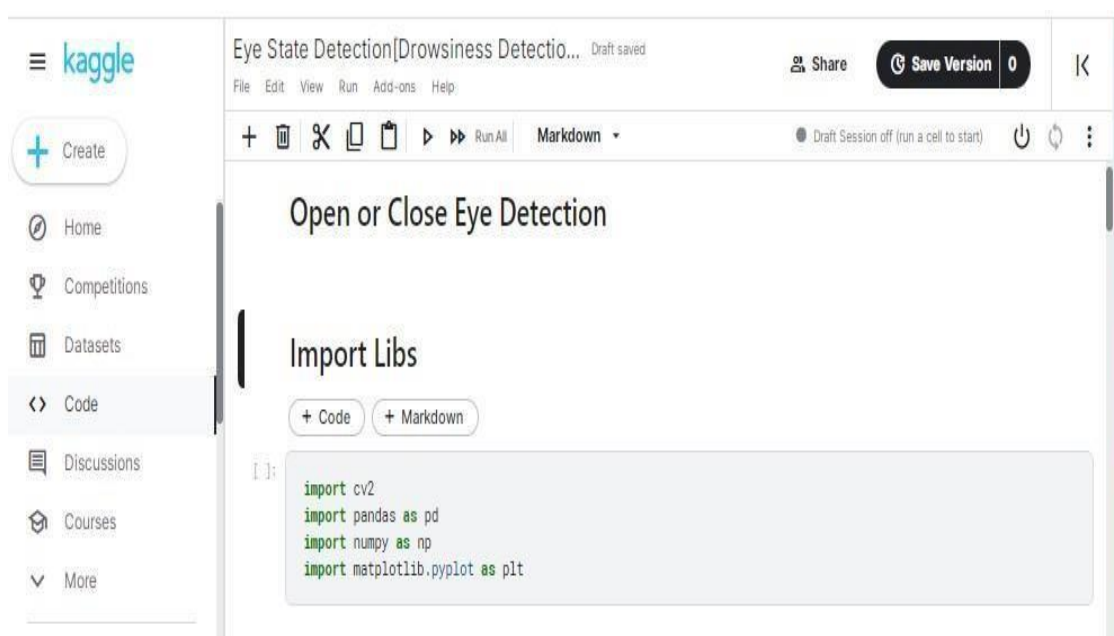 kaggle
Eye State Detection[Drowsiness Detectio... Draft saved
File Edit View Run Add-ons Help
Share
Save Version 0
Run All Markdown
Draft Session off (run a cell to start)
Create
Home
Competitions
Datasets
Code
Discussions
Courses
More
Open or Close Eye Detection
Import Libs
+ Code + Markdown
[ ]:
import cv2
import pandas as pd
import numpy as np
import matplotlib.pyplot as plt